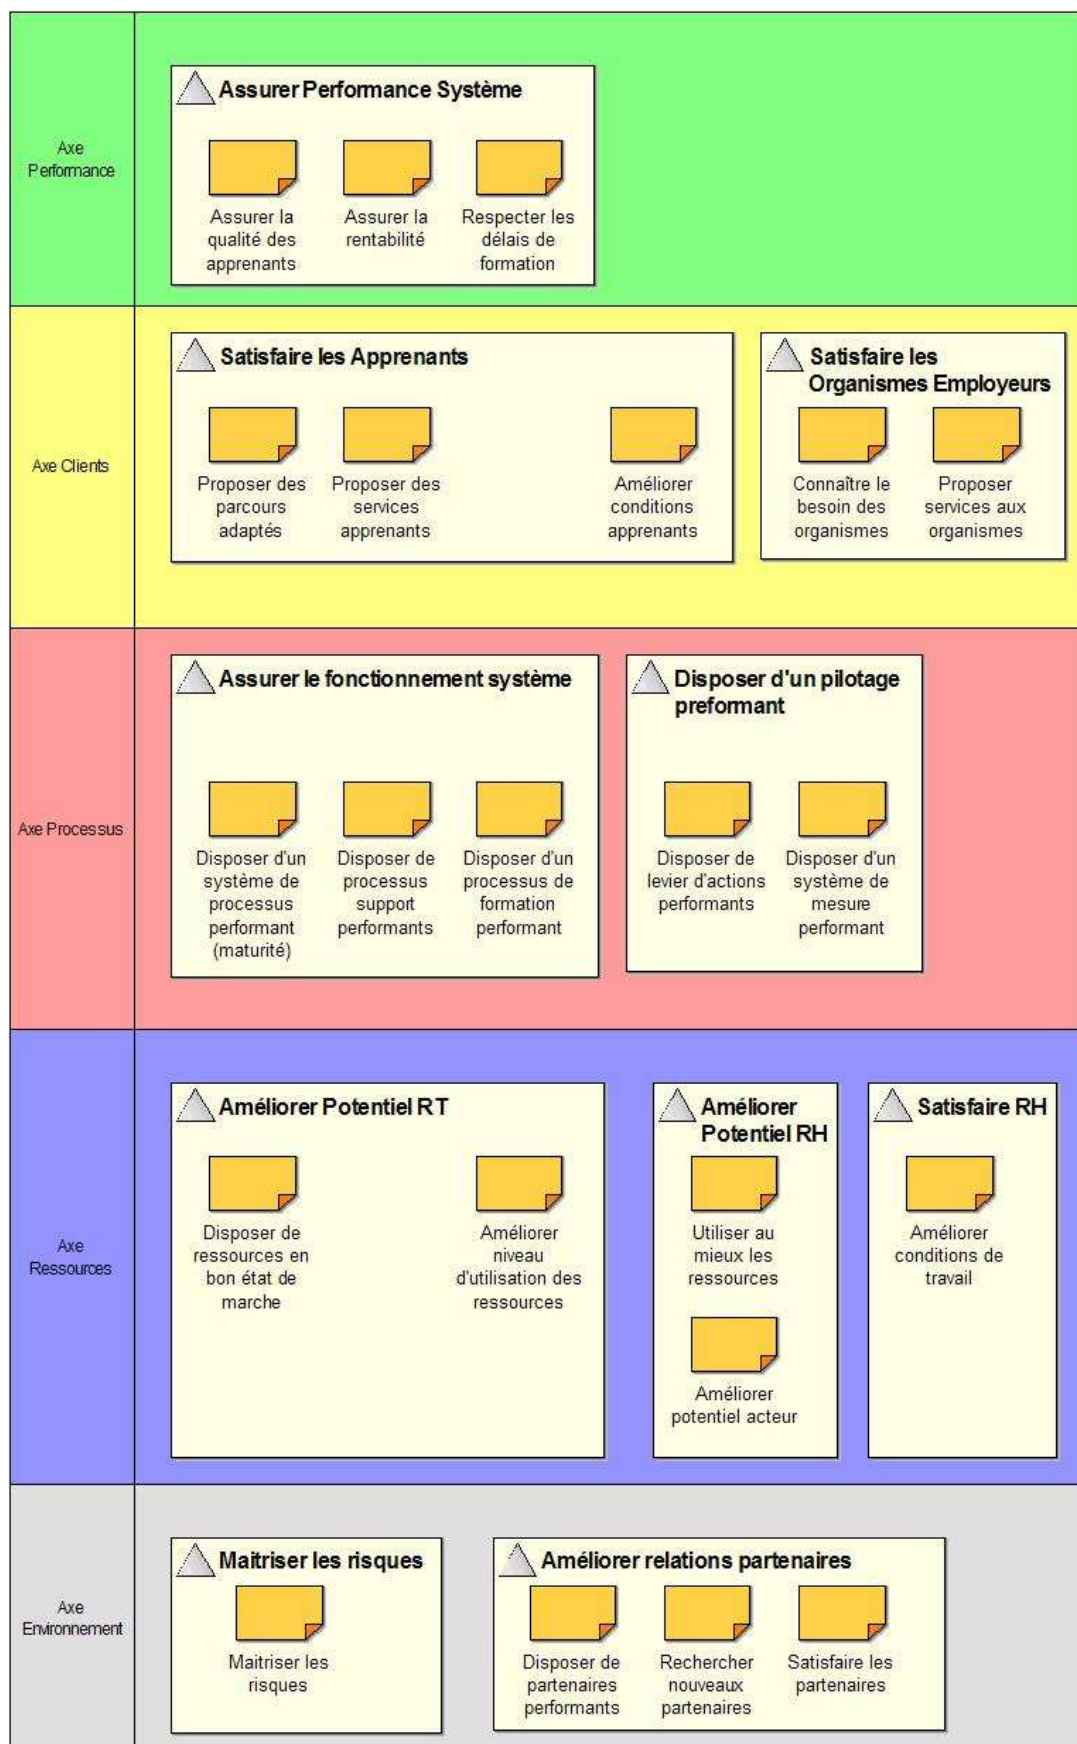 Axe
Performance
Assurer Performance Système
Assurer la
qualité des
apprenants
Assurer la
rentabilité
Respecter les
délais de
formation
Axe Clients
Satisfaire les Apprenants
Proposer des
parcours
adaptés
Proposer des
services
apprenants
Améliorer
conditions
apprenants
Satisfaire les
Organismes Employeurs
Connaître le
besoin des
organismes
Proposer
services aux
organismes
Axe Processus
Assurer le fonctionnement système
Disposer d'un
système de
processus
performant
(maturité)
Disposer de
processus
support
performants
Disposer d'un
processus de
formation
performant
Disposer d'un pilotage
preformant
Disposer de
levier d'actions
performants
Disposer d'un
système de
mesure
performant
Axe
Ressources
Améliorer Potentiel RT
Disposer de
ressources en
bon état de
marche
Améliorer
niveau
d'utilisation des
ressources
Améliorer
Potentiel RH
Utiliser au
mieux les
ressources
Améliorer
potentiel acteur
Satisfaire RH
Améliorer
conditions de
travail
Axe
Environnement
Maitriser les risques
Maitriser les
risques
Améliorer relations partenaires
Disposer de
partenaires
performants
Rechercher
nouveaux
partenaires
Satisfaire les
partenaires